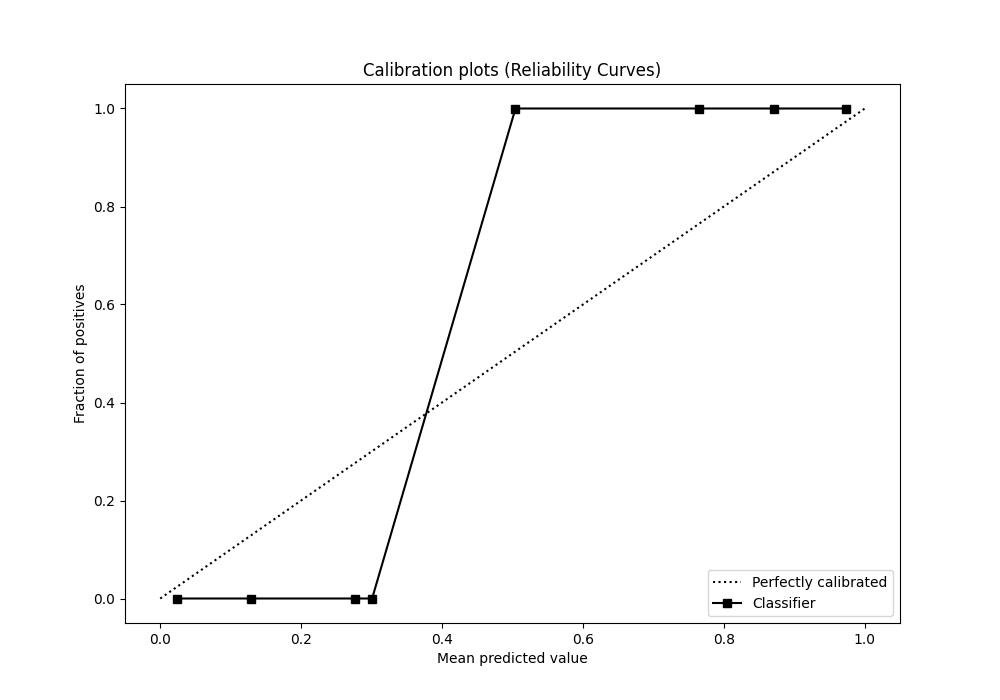 Calibration plots (Reliability Curves)
1.0
0.8
0.6
0.4
0.2
0.0
Fraction of positives
0.0 0.2 0.4 0.6 0.8 1.0
Mean predicted value
Perfectly calibrated
Classifier